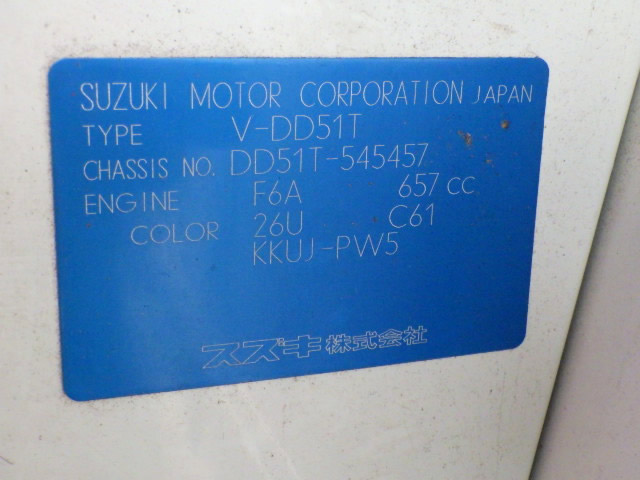 SUZUKI MOTOR CORPORATION JAPAN
TYPE V-DD51T
CHASSIS NO. DD51T-545457
ENGINE F6A 657 CC
COLOR 26U C61
KKUJ-PW5
スズキ株式会社